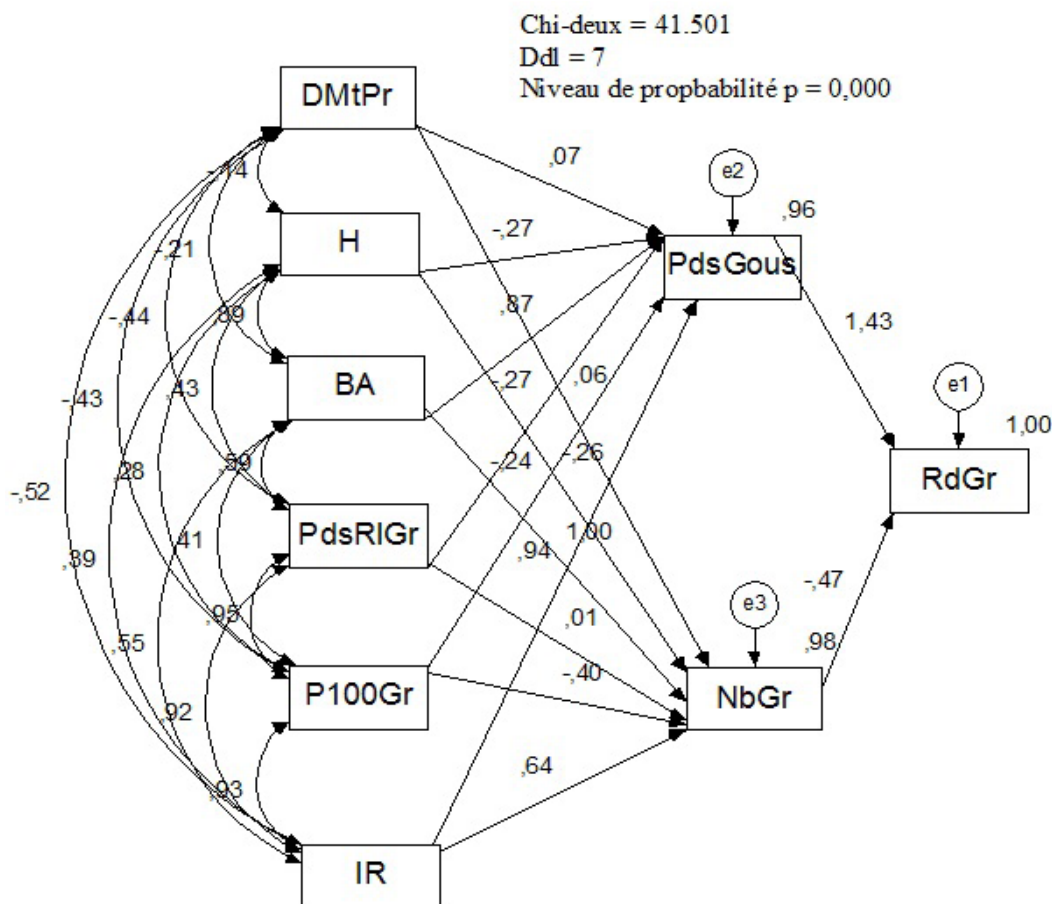 Chi-deux = 41.501
Ddl = 7
Niveau de propbabilité p = 0,000
DMtPr
,07
e2
,96
-,14
H
-,27
PdsGous
-,21
,87
1,43
-,44
,89
BA
-,27
,06
e1
1,00
-,43
,43
-,24
-,26
RdGr
,28
,59
-,52
PdsRlGr
1,00
,41
,94
,39
,95
,01
-,47
e3
,55
,98
P100Gr
-,40
NbGr
,92
,64
,93
IR